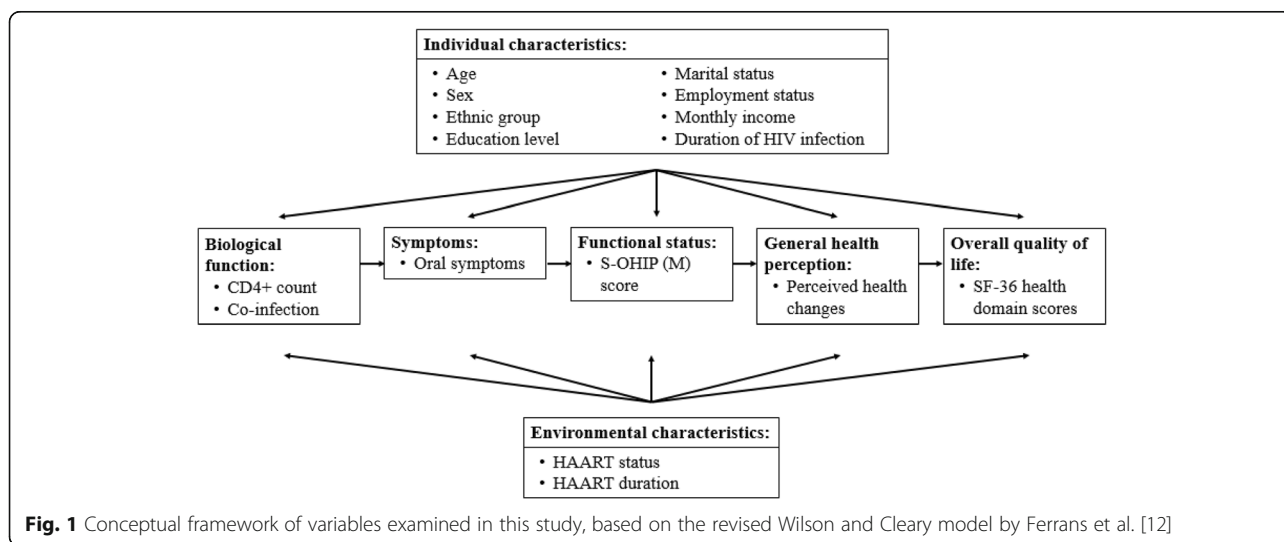 Individual characteristics:
• Age
• Sex
• Ethnic group
• Education level
• Marital status
• Employment status
• Monthly income
• Duration of HIV infection
Biological
function:
• CD4+ count
• Co-infection
Symptoms:
• Oral symptoms
Functional status:
• S-OHIP (M)
score
General health
perception:
• Perceived health
changes
Overall quality of
life:
• SF-36 health
domain scores
Environmental characteristics:
• HAART status
• HAART duration
Fig. 1 Conceptual framework of variables examined in this study, based on the revised Wilson and Cleary model by Ferrans et al. [12]